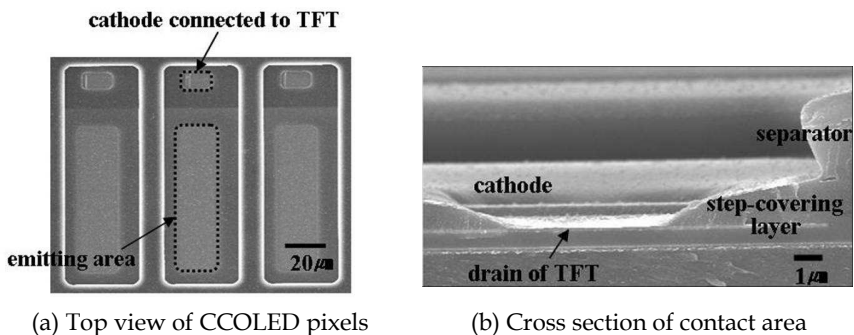 cathode connected to TFT
emitting area
20μm
separator
cathode
step-covering
layer
drain of TFT
1μm
(a) Top view of CCOLED pixels
(b) Cross section of contact area